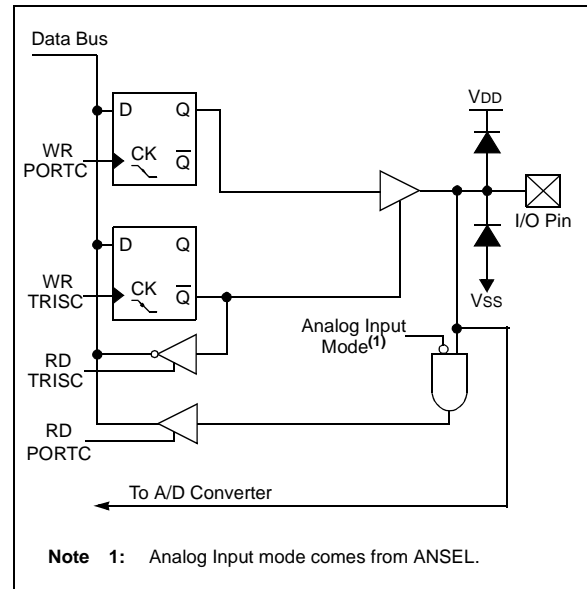 Data Bus
D Q
WR
PORTC
CK Q
VDD
I/O Pin
VSS
D Q
WR
TRISC
CK Q
Analog Input
Mode(1)
RD
TRISC
RD
PORTC
To A/D Converter
Note 1: Analog Input mode comes from ANSEL.